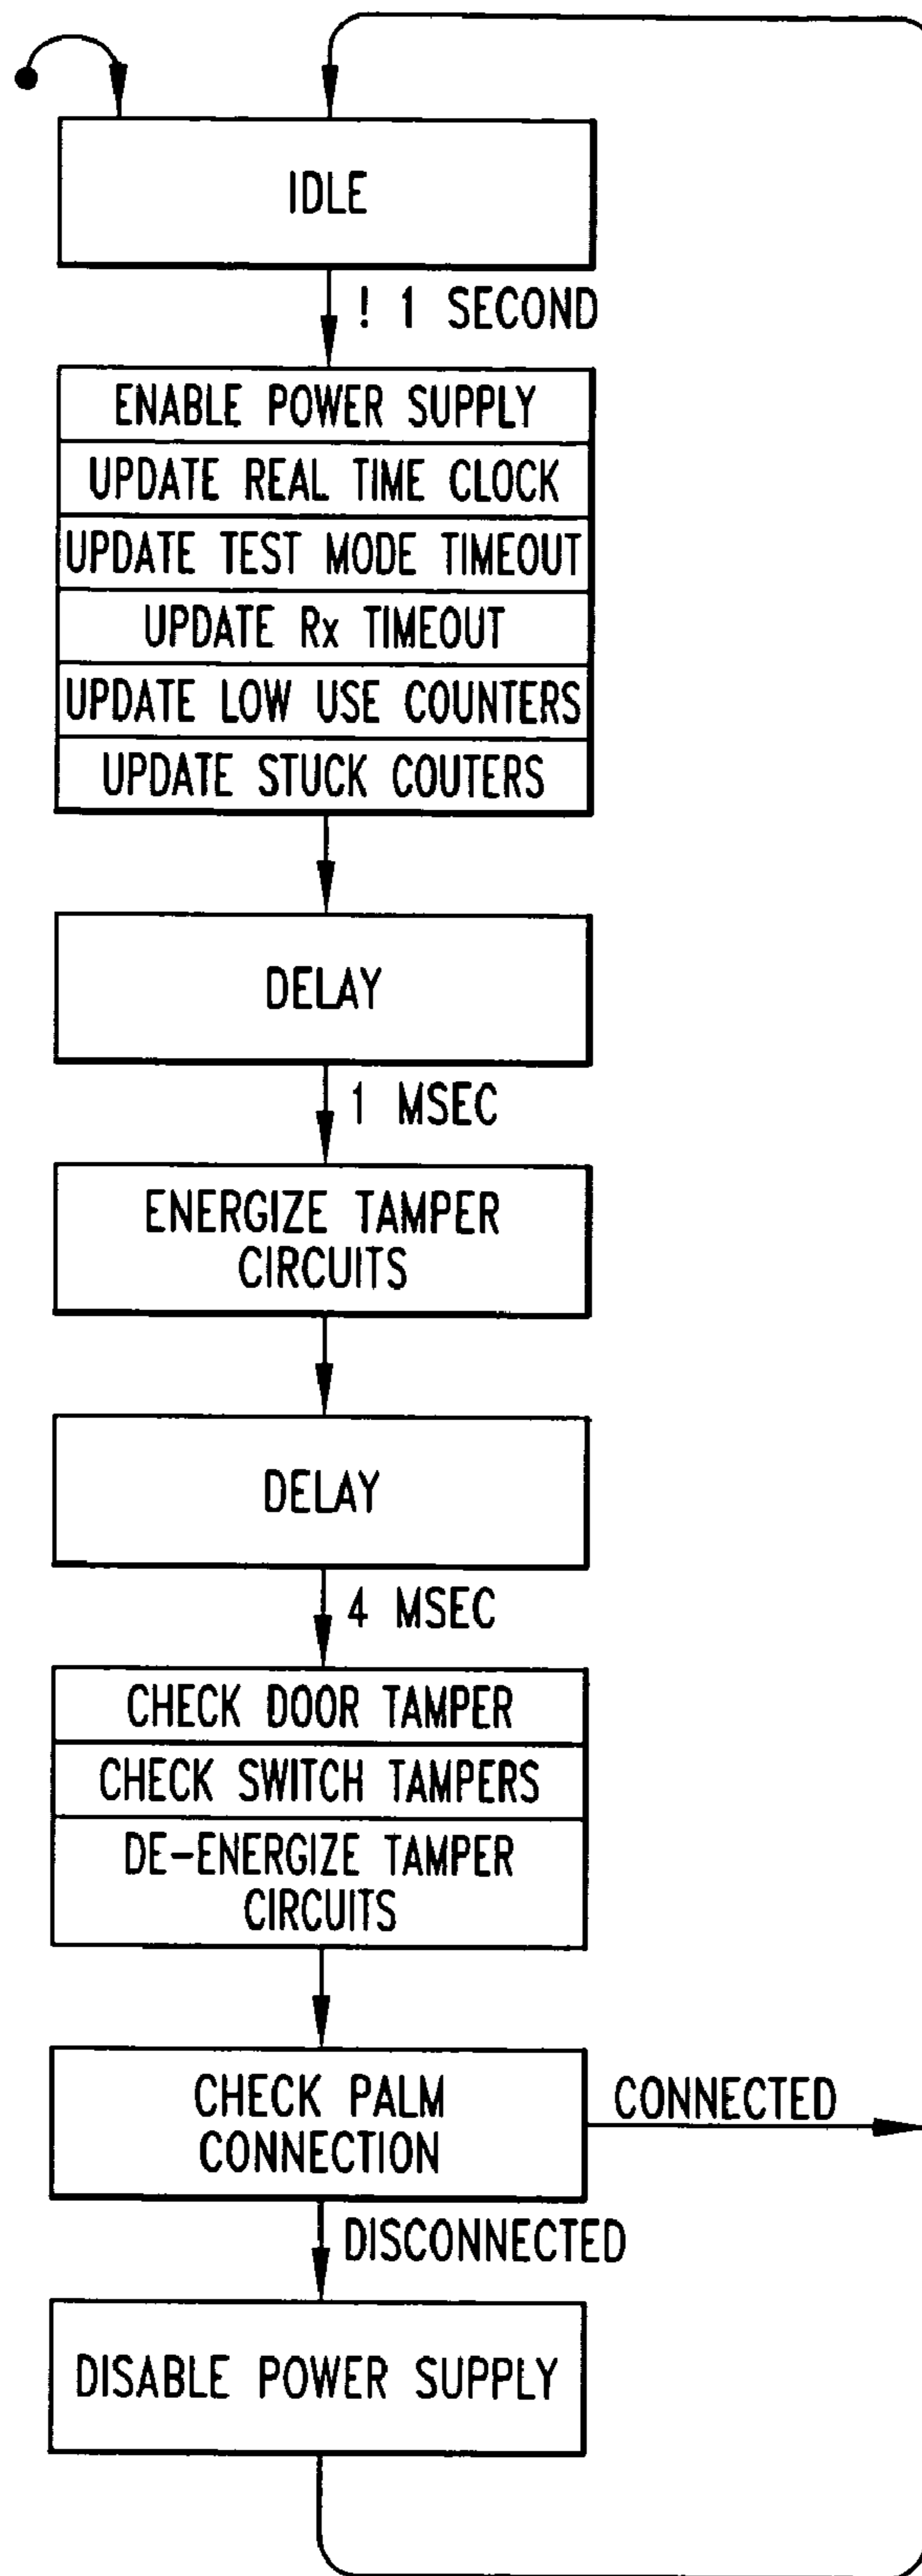 IDLE
! 1 SECOND
ENABLE POWER SUPPLY
UPDATE REAL TIME CLOCK
UPDATE TEST MODE TIMEOUT
UPDATE Rx TIMEOUT
UPDATE LOW USE COUNTERS
UPDATE STUCK COUTERS
DELAY
1 MSEC
ENERGIZE TAMPER
CIRCUITS
DELAY
4 MSEC
CHECK DOOR TAMPER
CHECK SWITCH TAMPERS
DE-ENERGIZE TAMPER
CIRCUITS
CHECK PALM
CONNECTION
CONNECTED
DISCONNECTED
DISABLE POWER SUPPLY